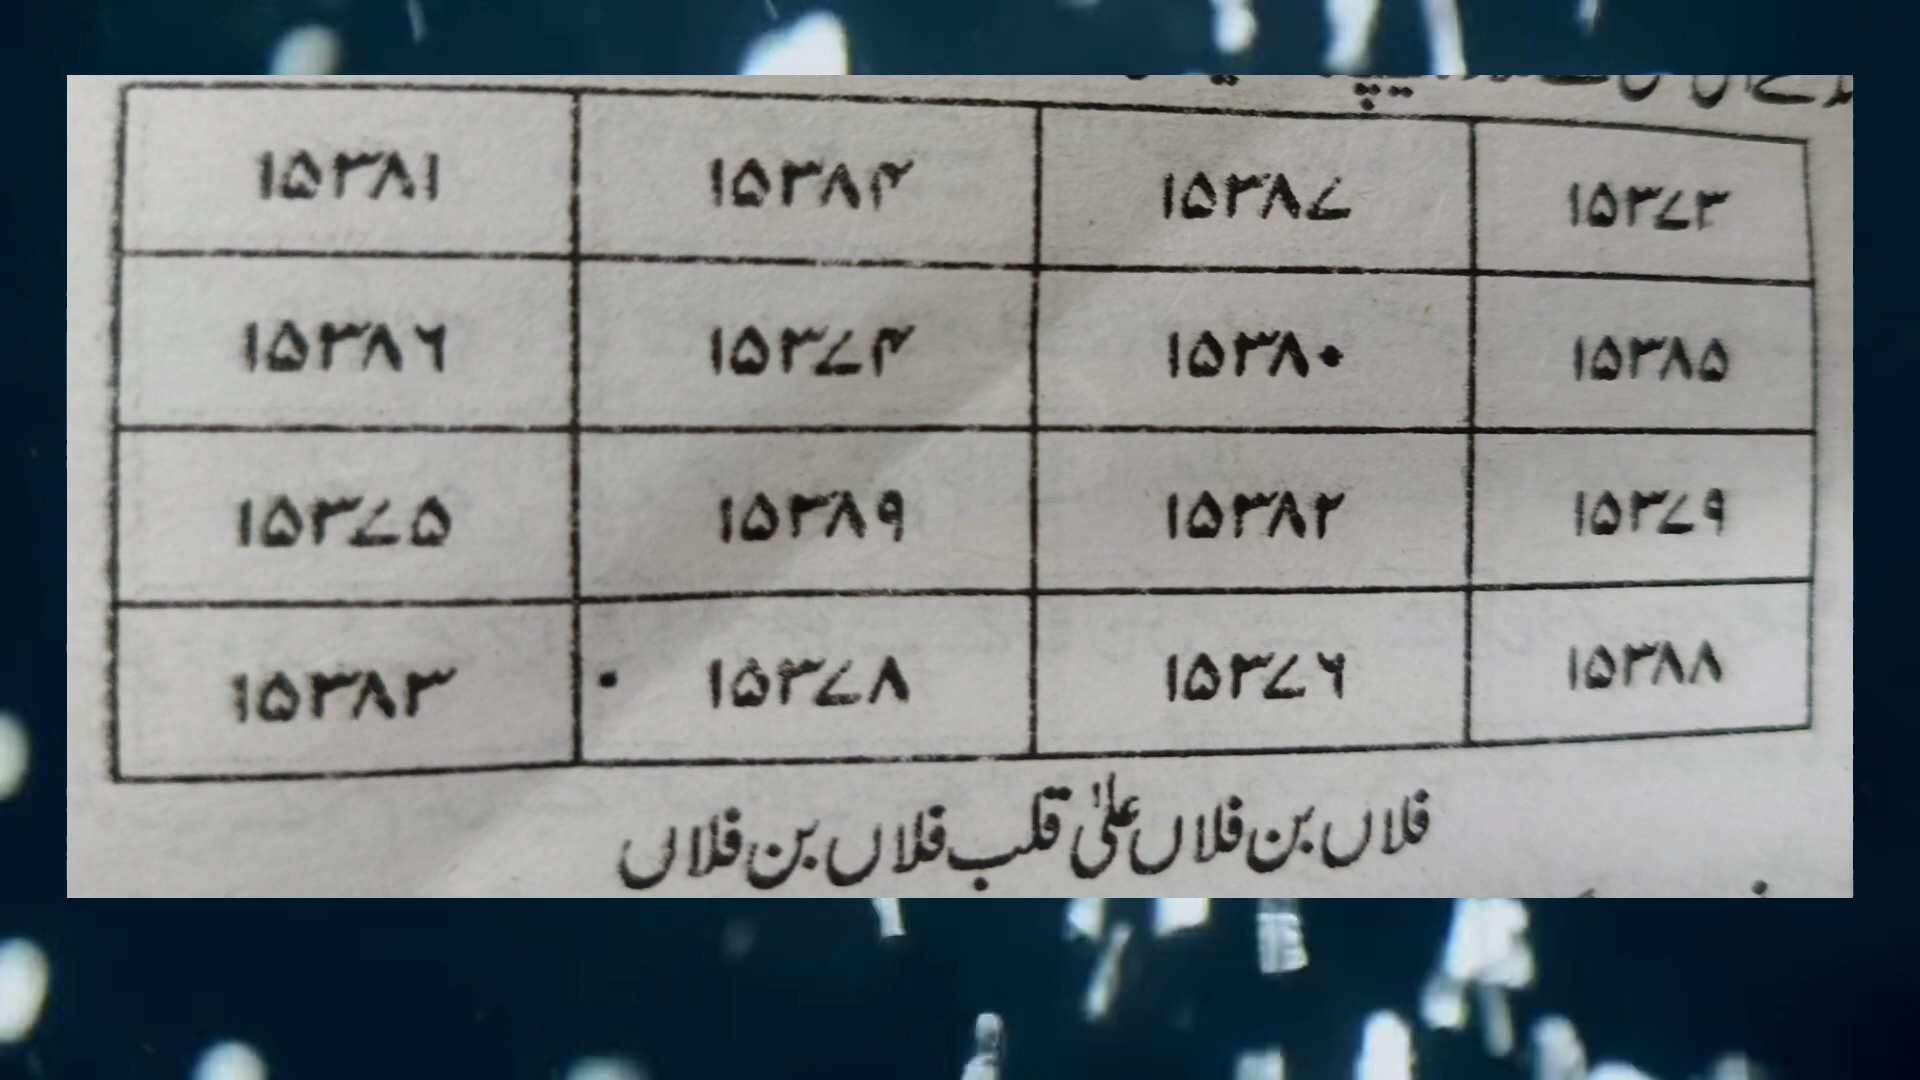 ۱۵۳۸۱ ۱۵۳۸۴ ۱۵۳۸۷ ۱۵۳۷۳
۱۵۳۸۶ ۱۵۳۷۴ ۱۵۳۸۰ ۱۵۳۸۵
۱۵۳۷۵ ۱۵۳۸۹ ۱۵۳۸۲ ۱۵۳۷۹
۱۵۳۸۳ ۱۵۳۷۸ ۱۵۳۷۶ ۱۵۳۸۸
فلاں بن فلاں علیٰ قلب فلاں بن فلاں